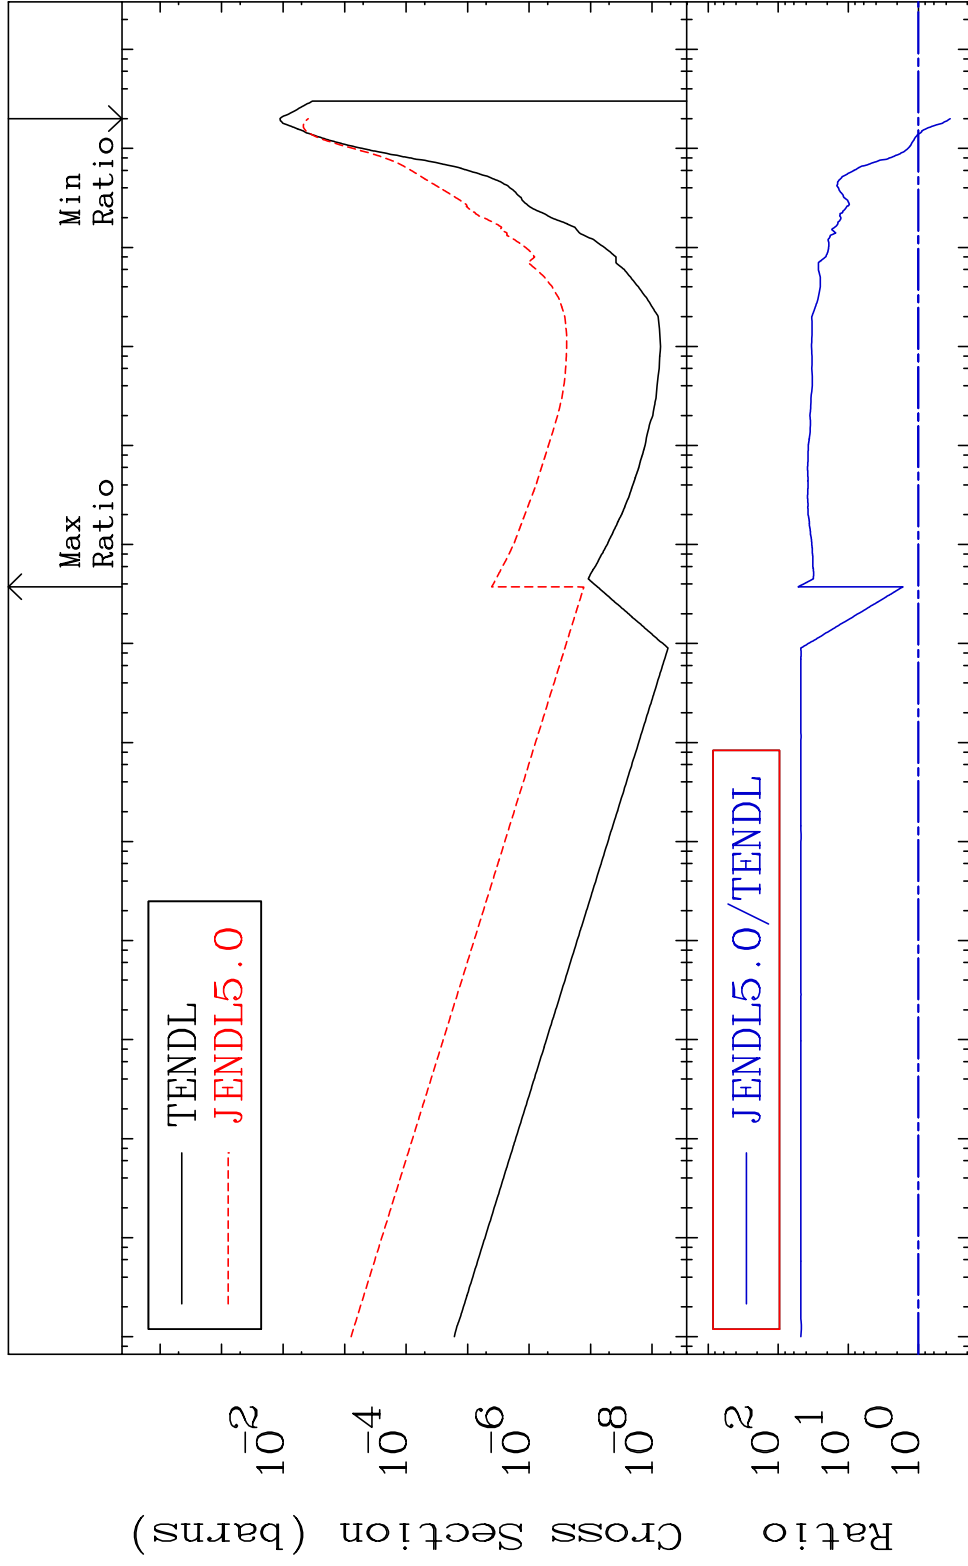 Max
Ratio
Min
Ratio
TENDL
JENDL5.0
JENDL5.0/TENDL
Cross Section (barns)
10^-2
10^-4
10^-6
10^-8
Ratio
10^2
10^1
10^0